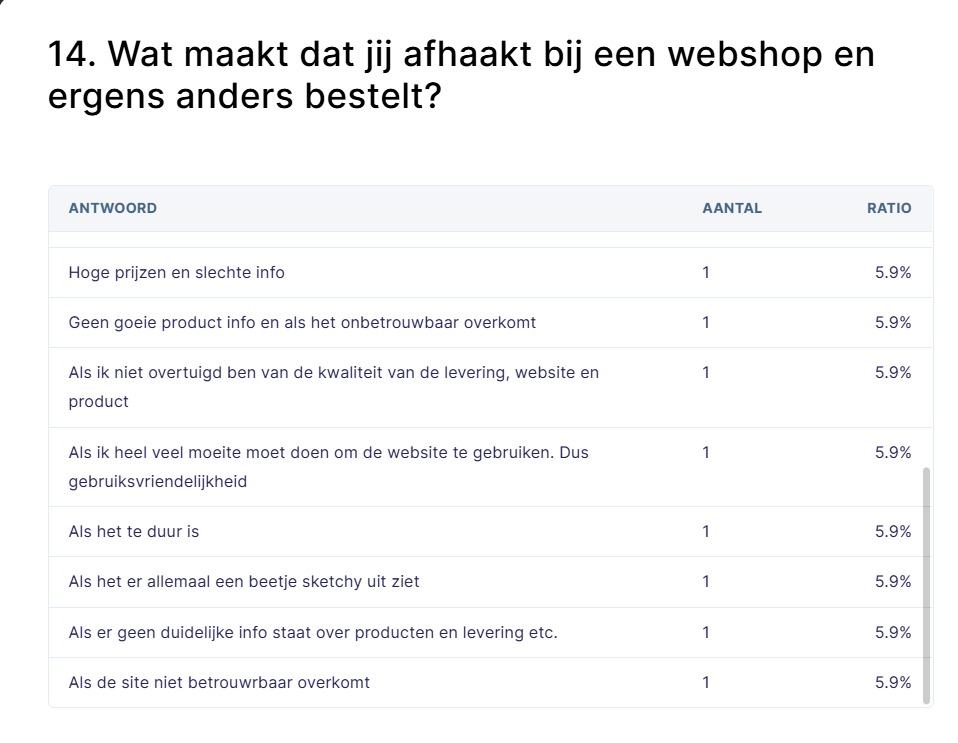 14. Wat maakt dat jij afhaakt bij een webshop en
ergens anders bestelt?
ANTWOORD AANTAL RATIO
Hoge prijzen en slechte info 1 5.9%
Geen goeie product info en als het onbetrouwbaar overkomt 1 5.9%
Als ik niet overtuigd ben van de kwaliteit van de levering, website en 1 5.9%
product
Als ik heel veel moeite moet doen om de website te gebruiken. Dus 1 5.9%
gebruiksvriendelijkheid
Als het te duur is 1 5.9%
Als het er allemaal een beetje sketchy uit ziet 1 5.9%
Als er geen duidelijke info staat over producten en levering etc. 1 5.9%
Als de site niet betrouwrbaar overkomt 1 5.9%